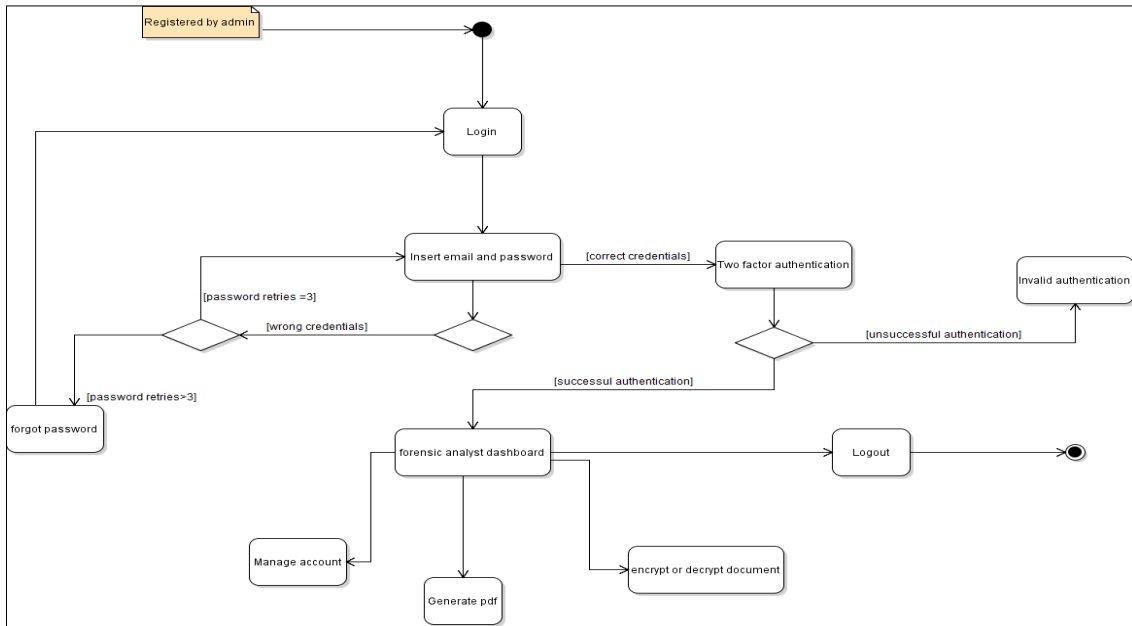 Registered by admin
Login
Insert email and password
[correct credentials]
Two factor authentication
Invalid authentication
[password retries =3]
[wrong credentials]
[unsuccessful authentication]
[successul authentication]
[password retries>3]
forgot password
forensic analyst dashboard
Logout
Manage account
encrypt or decrypt document
Generate pdf